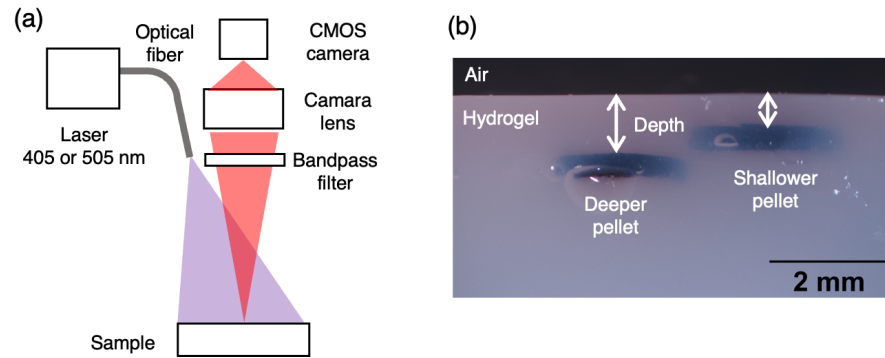 (a)
Optical
fiber
CMOS
camera
Camara
lens
Laser
405 or 505 nm
Bandpass
filter
Sample
(b)
Air
Hydrogel
Depth
Deeper
pellet
Shallower
pellet
2 mm